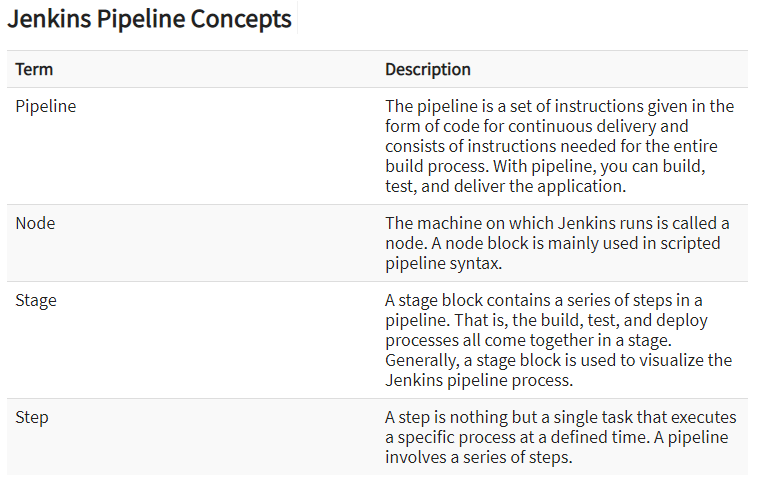 Jenkins Pipeline Concepts
Term Description
Pipeline The pipeline is a set of instructions given in the
form of code for continuous delivery and
consists of instructions needed for the entire
build process. With pipeline, you can build,
test, and deliver the application.
Node The machine on which Jenkins runs is called a
node. A node block is mainly used in scripted
pipeline syntax.
Stage A stage block contains a series of steps in a
pipeline. That is, the build, test, and deploy
processes all come together in a stage.
Generally, a stage block is used to visualize the
Jenkins pipeline process.
Step A step is nothing but a single task that executes
a specific process at a defined time. A pipeline
involves a series of steps.